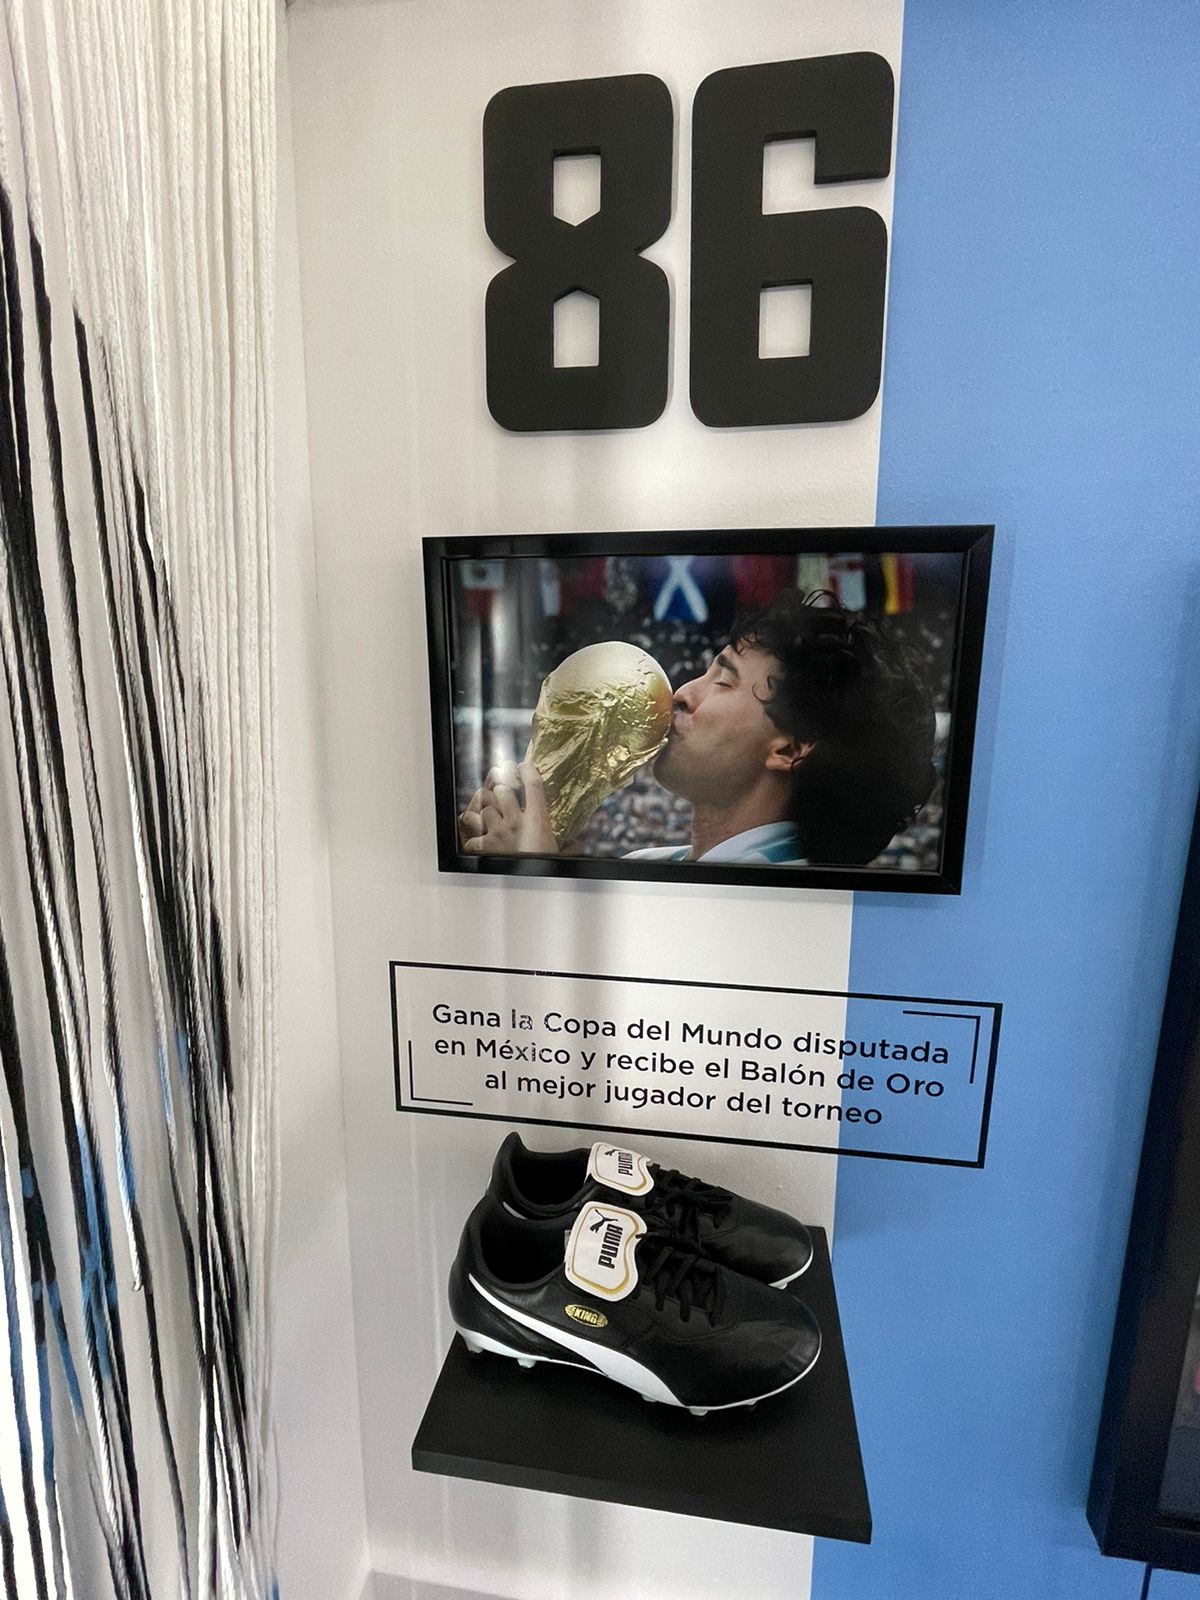 86
Gana la Copa del Mundo disputada
en México y recibe el Balón de Oro
al mejor jugador del torneo
PUMA
PUMA
KING